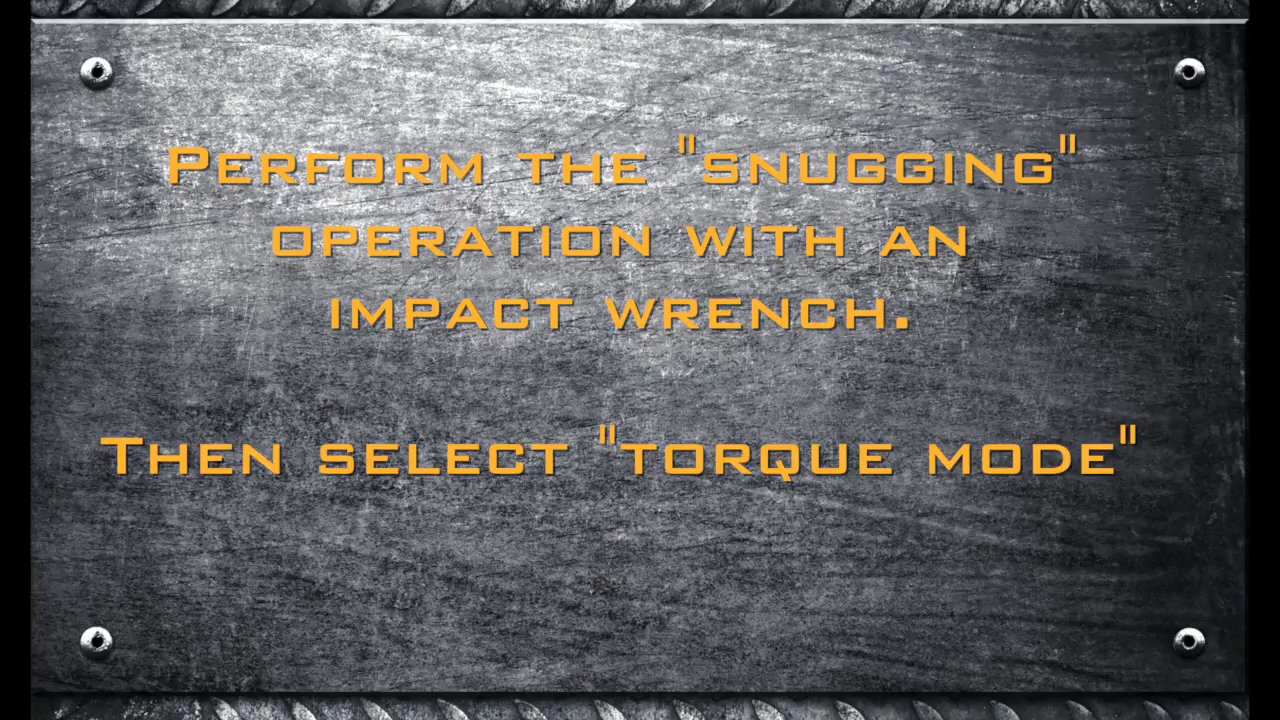 Perform the "snugging"
operation with an
impact wrench.
Then select "torque mode"